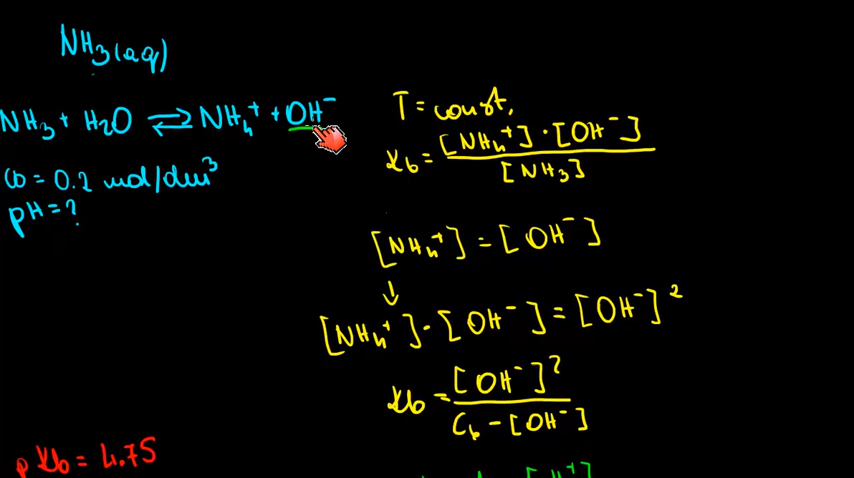 NH3(aq)
NH3 + H2O ⇌ NH4+ + OH−
Cb = 0.2 mol/dm3
pH = ?
pKb = 4.75
T = const.
Kb = [NH4+] · [OH−] / [NH3]
[NH4+] = [OH−]
↓
[NH4+] · [OH−] = [OH−]2
Kb = [OH−]2 / Cb − [OH−]